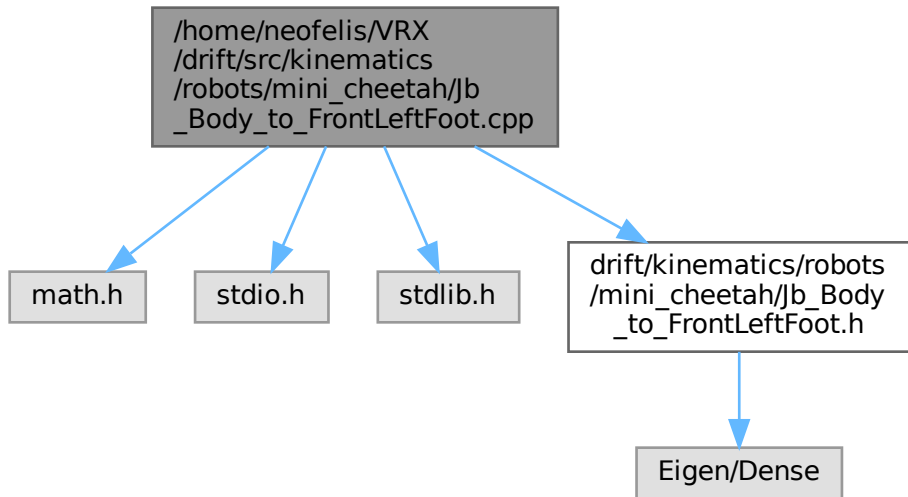 /home/neofelis/VRX
/drift/src/kinematics
/robots/mini_cheetah/Jb
_Body_to_FrontLeftFoot.cpp
math.h
stdio.h
stdlib.h
drift/kinematics/robots
/mini_cheetah/Jb_Body
_to_FrontLeftFoot.h
Eigen/Dense